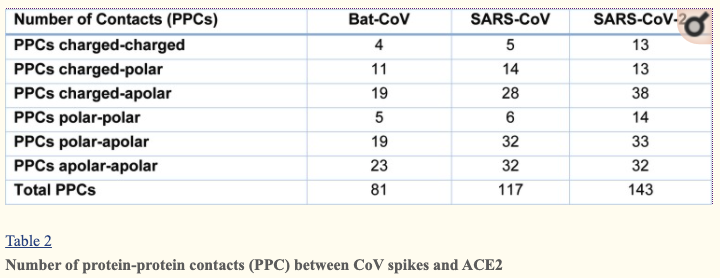 Number of Contacts (PPCs) Bat-CoV SARS-CoV SARS-CoV-2
PPCs charged-charged 4 5 13
PPCs charged-polar 11 14 13
PPCs charged-apolar 19 28 38
PPCs polar-polar 5 6 14
PPCs polar-apolar 19 32 33
PPCs apolar-apolar 23 32 32
Total PPCs 81 117 143
Table 2
Number of protein-protein contacts (PPC) between CoV spikes and ACE2